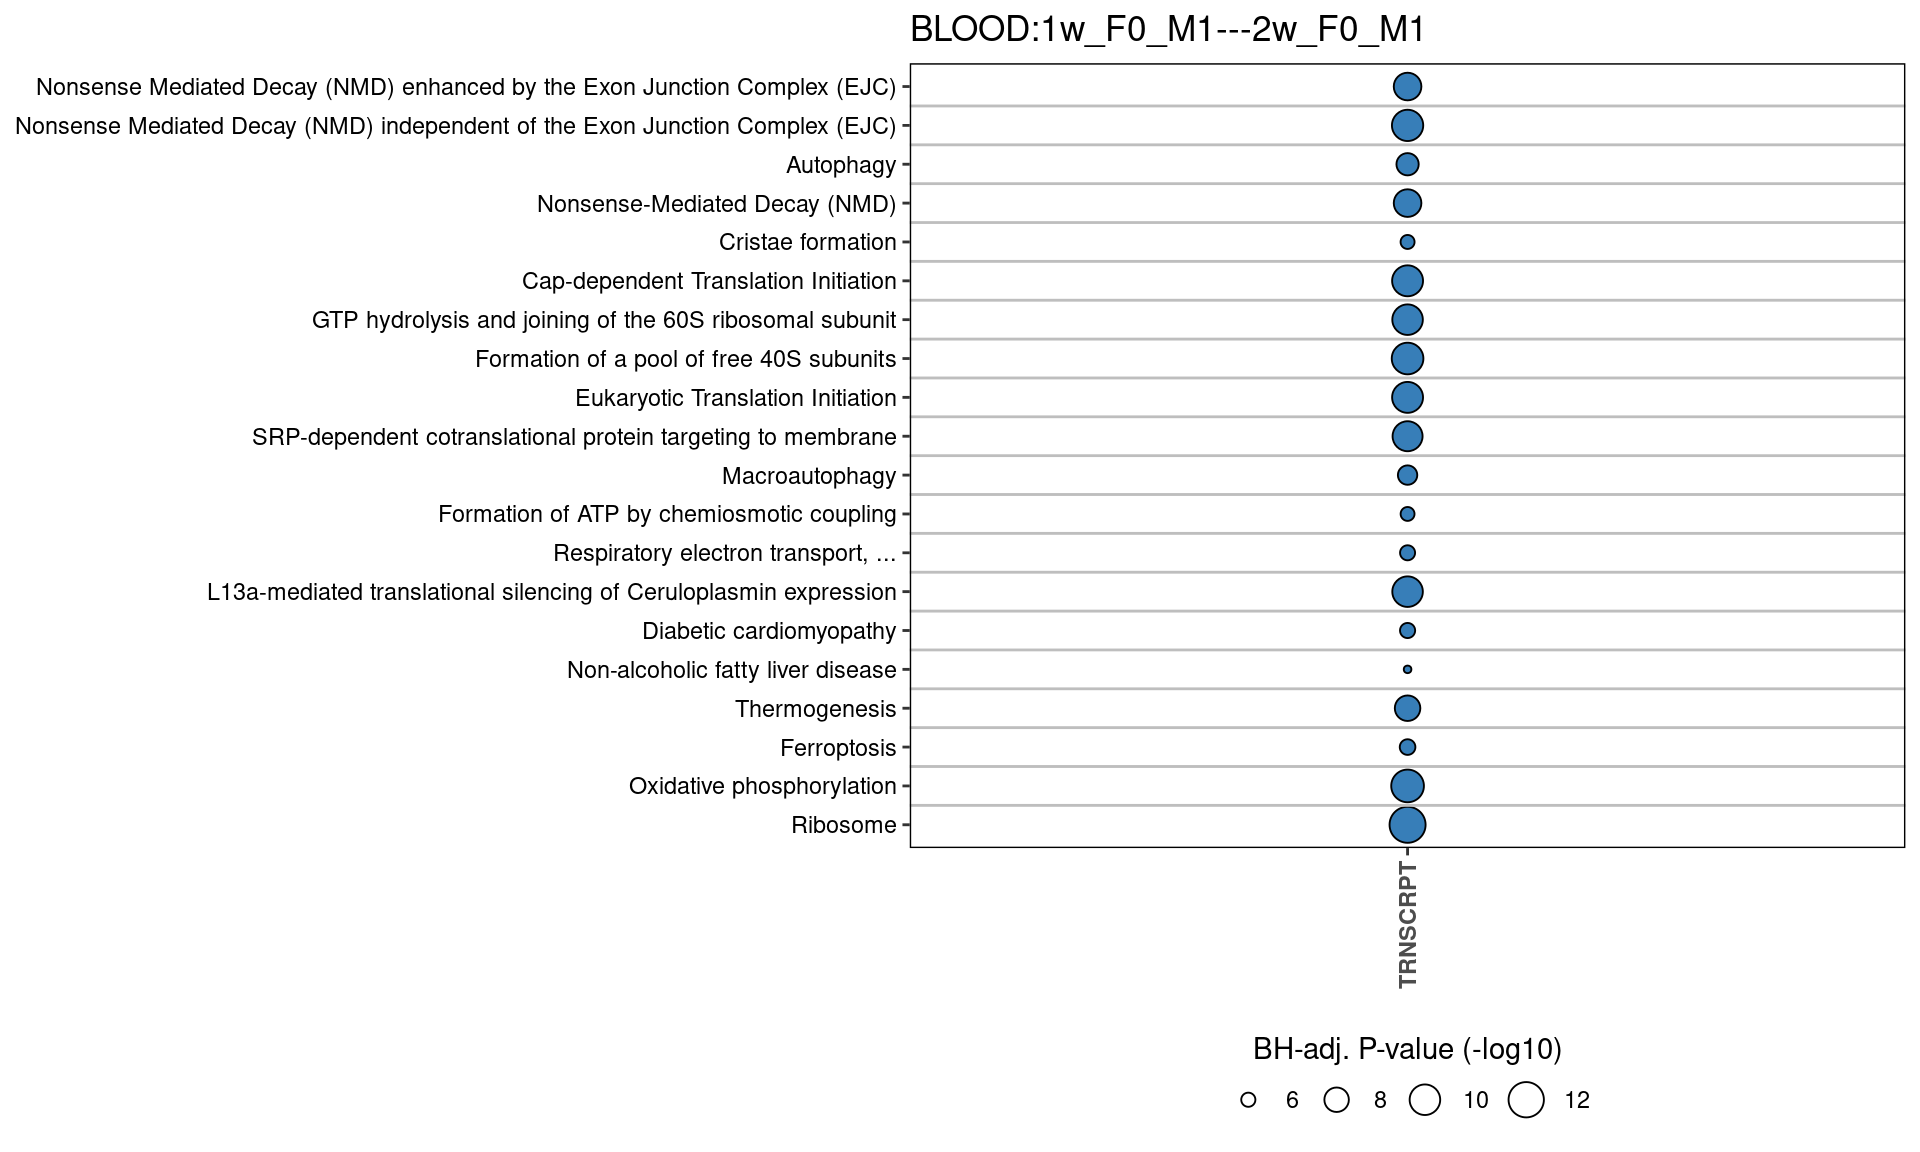 BLOOD:1w_F0_M1---2w_F0_M1
Nonsense Mediated Decay (NMD) enhanced by the Exon Junction Complex (EJC)
Nonsense Mediated Decay (NMD) independent of the Exon Junction Complex (EJC)
Autophagy
Nonsense-Mediated Decay (NMD)
Cristae formation
Cap-dependent Translation Initiation
GTP hydrolysis and joining of the 60S ribosomal subunit
Formation of a pool of free 40S subunits
Eukaryotic Translation Initiation
SRP-dependent cotranslational protein targeting to membrane
Macroautophagy
Formation of ATP by chemiosmotic coupling
Respiratory electron transport, ...
L13a-mediated translational silencing of Ceruloplasmin expression
Diabetic cardiomyopathy
Non-alcoholic fatty liver disease
Thermogenesis
Ferroptosis
Oxidative phosphorylation
Ribosome
TRNSCRPT
BH-adj. P-value (-log10)
6 8 10 12